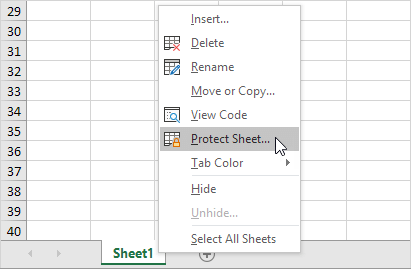 29
30
31
32
33
34
35
36
37
38
39
40
Insert...
Delete
Rename
Move or Copy...
View Code
Protect Sheet...
Tab Color
Hide
Unhide...
Select All Sheets
Sheet1